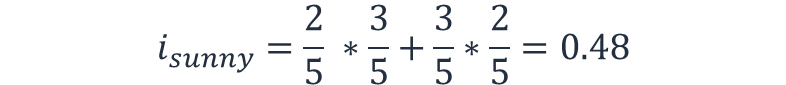 i_sunny = 2/5 * 3/5 + 3/5 * 2/5 = 0.48